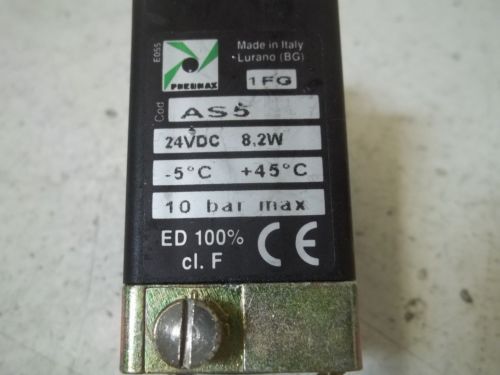 E055
PNEUMAX
Made in Italy
Lurano (BG)
1FG
Cod
AS5
24VDC 8,2W
-5°C +45°C
10 bar max
ED 100%
cl. F
CE